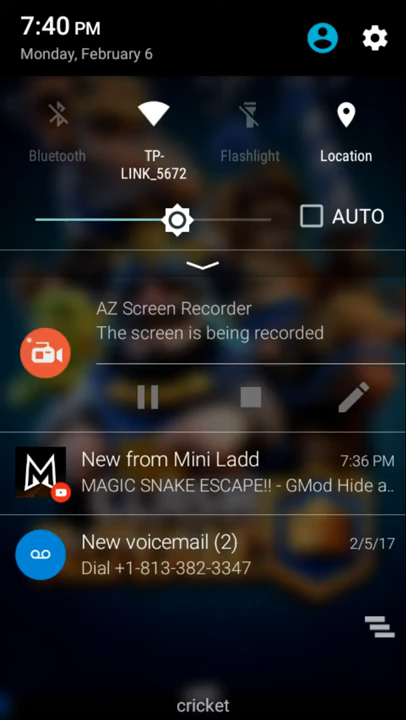 7:40 PM
Monday, February 6
Bluetooth
TP-
LINK_5672
Flashlight
Location
AUTO
AZ Screen Recorder
The screen is being recorded
New from Mini Ladd
7:36 PM
MAGIC SNAKE ESCAPE!! - GMod Hide a..
New voicemail (2)
2/5/17
Dial +1-813-382-3347
cricket